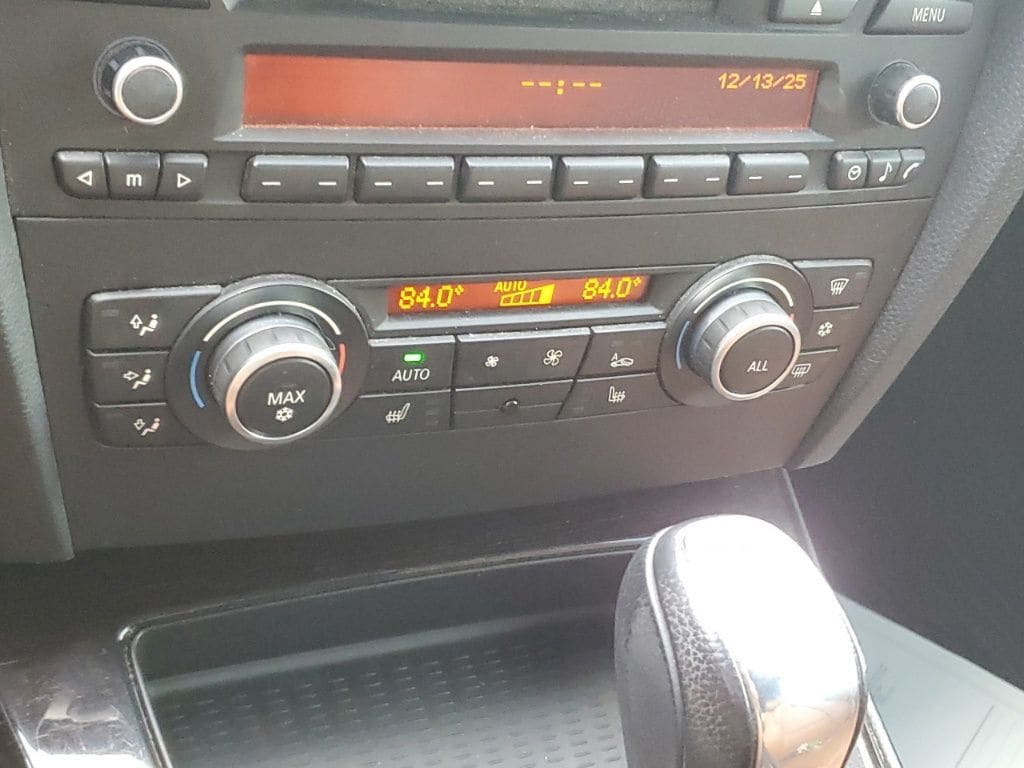 MENU
--:-- 12/13/25
m
84.0° AUTO 84.0°
AUTO
A
MAX
ALL